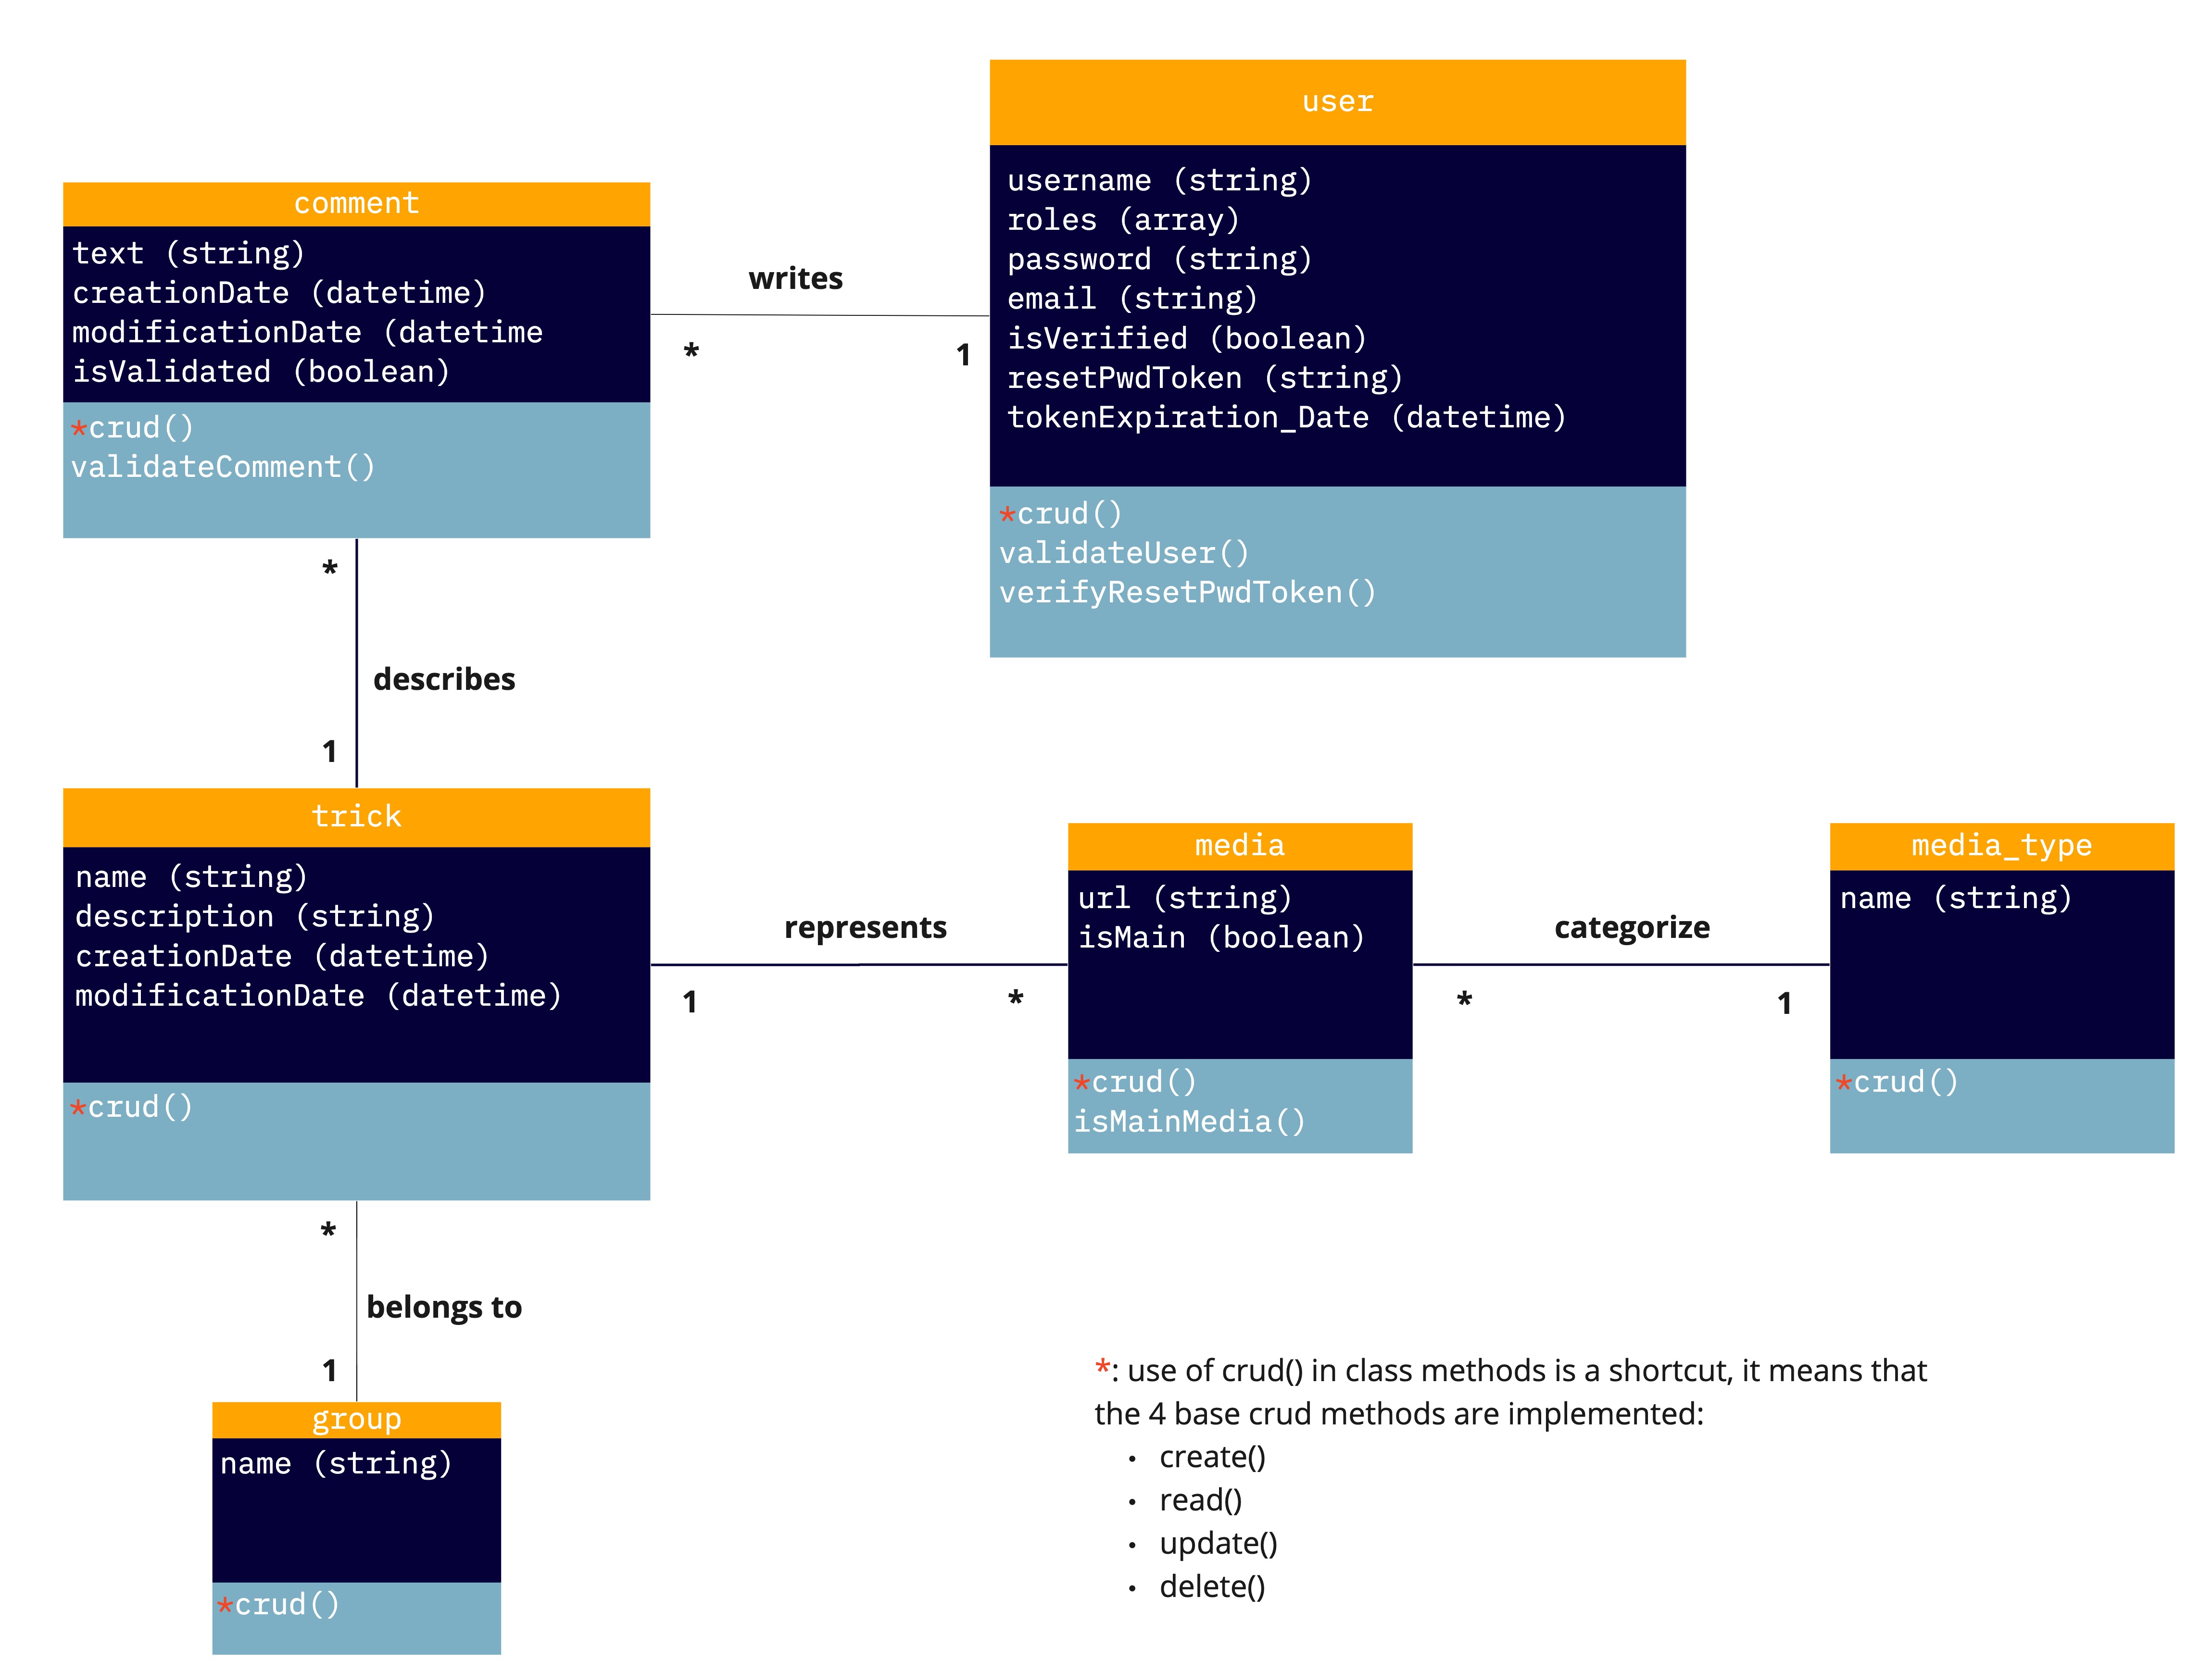 user
username (string)
roles (array)
password (string)
email (string)
isVerified (boolean)
resetPwdToken (string)
tokenExpiration_Date (datetime)
*crud()
validateUser()
verifyResetPwdToken()
comment
text (string)
creationDate (datetime)
modificationDate (datetime
isValidated (boolean)
*crud()
validateComment()
writes
* 1
*
describes
1
trick
name (string)
description (string)
creationDate (datetime)
modificationDate (datetime)
*crud()
represents
1 *
media
url (string)
isMain (boolean)
*crud()
isMainMedia()
categorize
* 1
media_type
name (string)
*crud()
*
belongs to
1
group
name (string)
*crud()
*: use of crud() in class methods is a shortcut, it means that
the 4 base crud methods are implemented:
• create()
• read()
• update()
• delete()